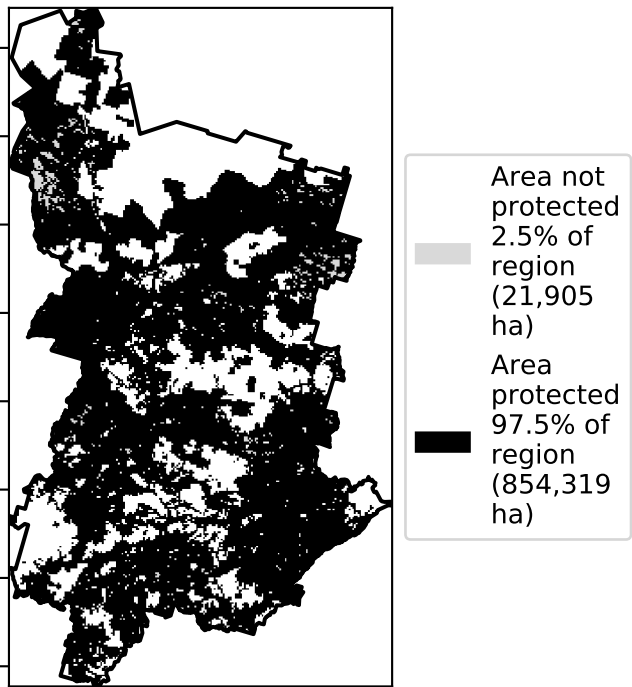 Area not
protected
2.5% of
region
(21,905
ha)
Area
protected
97.5% of
region
(854,319
ha)